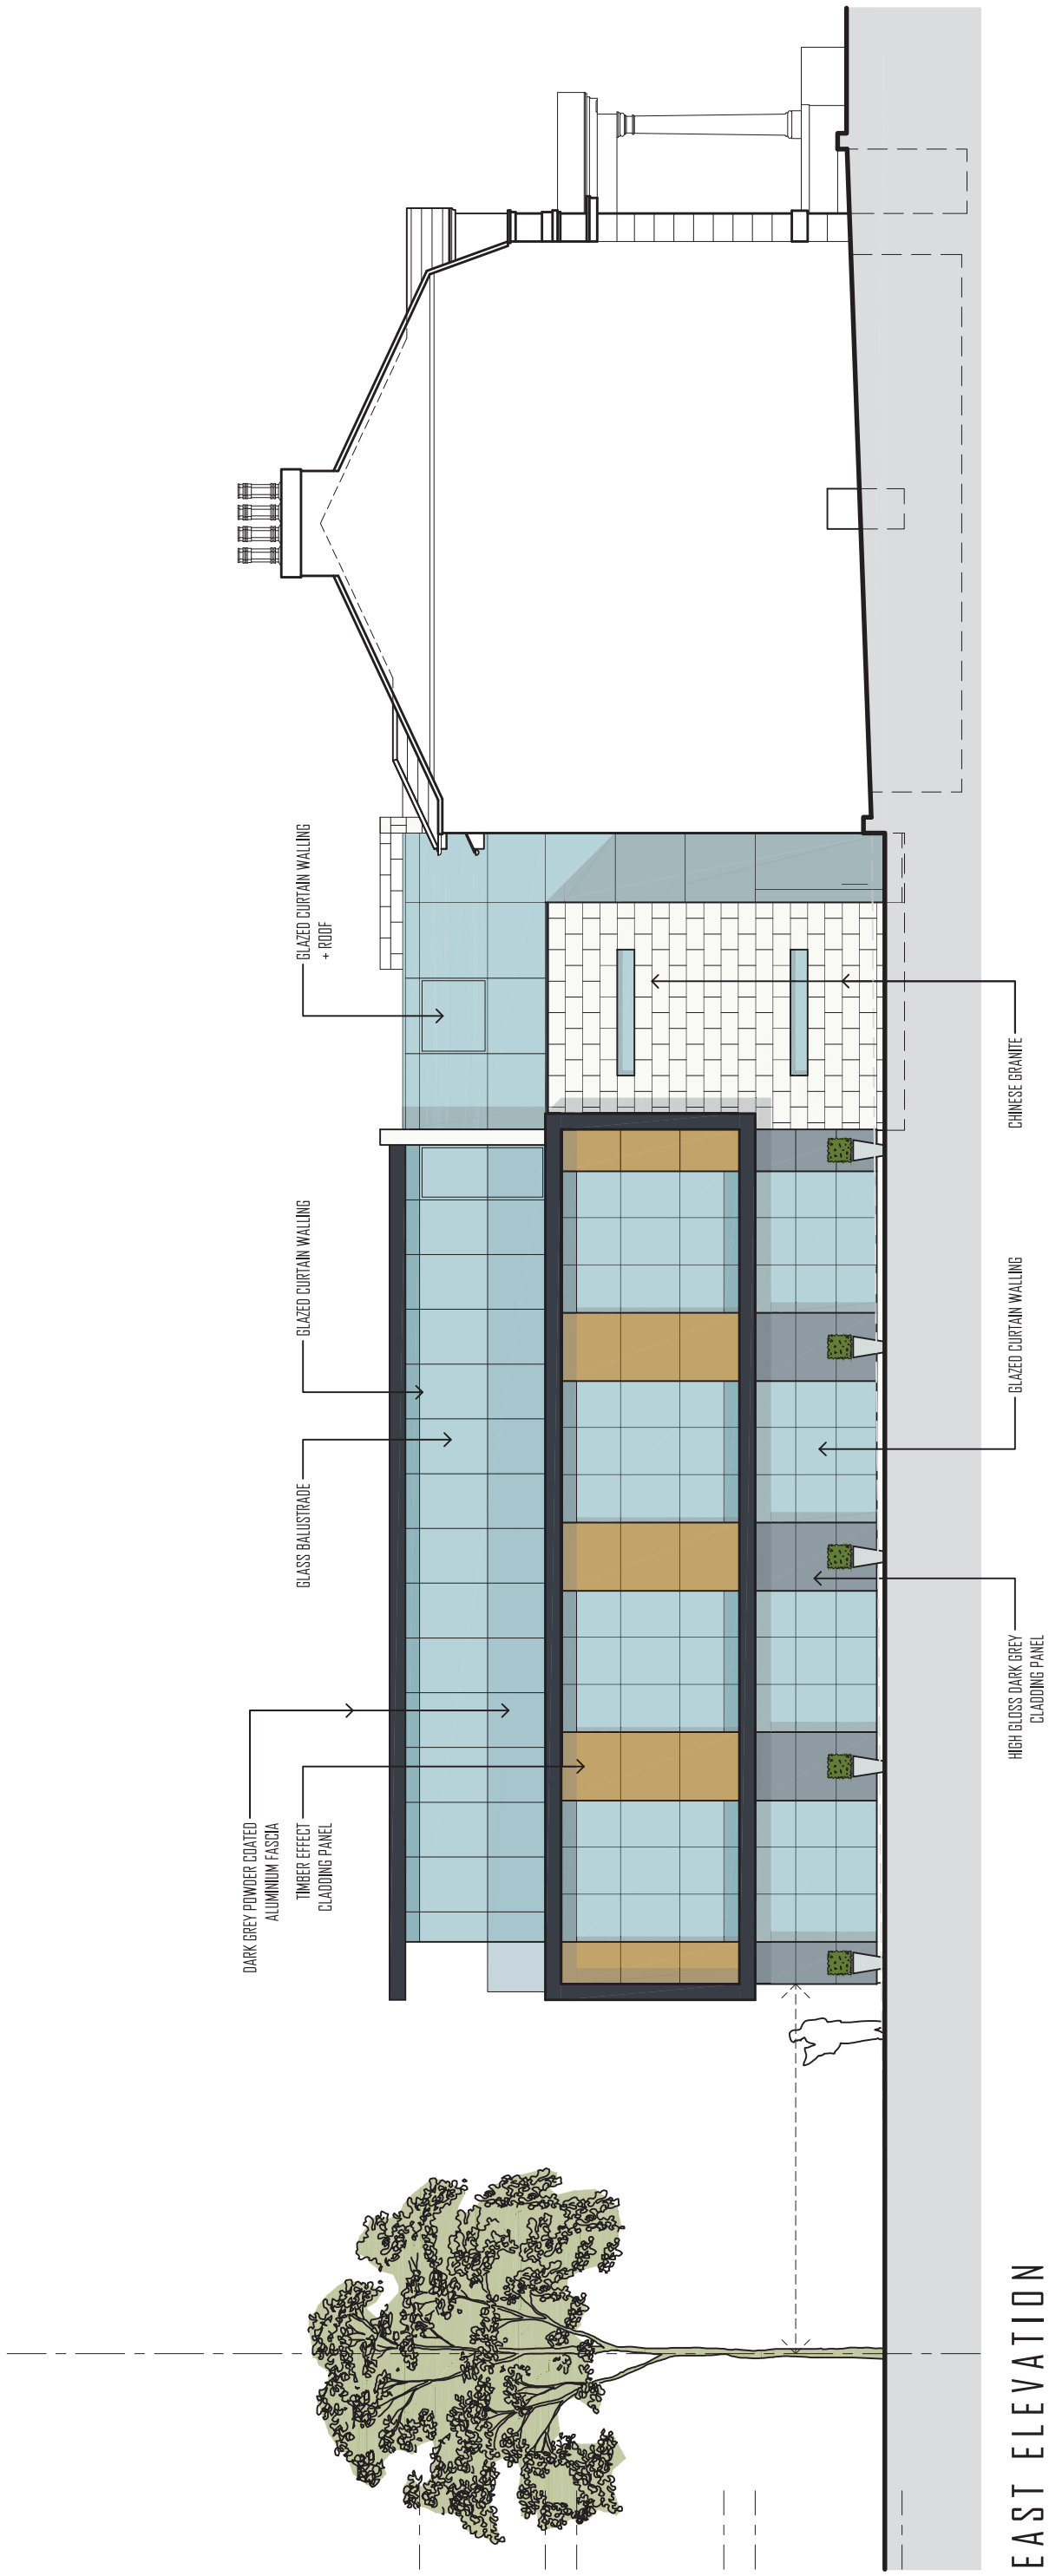 DARK GREY POWDER COATED
ALUMINIUM FASCIA
TIMBER EFFECT
CLADDING PANEL
GLASS BALUSTRADE
GLAZED CURTAIN WALLING
GLAZED CURTAIN WALLING
+ ROOF
HIGH GLOSS DARK GREY
CLADDING PANEL
GLAZED CURTAIN WALLING
CHINESE GRANITE
EAST ELEVATION